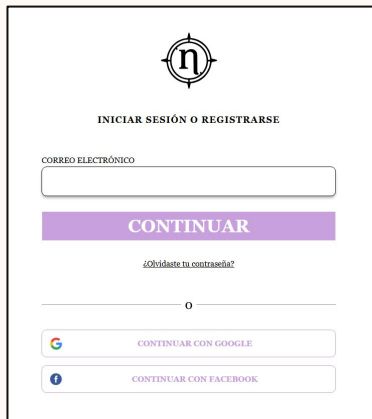 η
INICIAR SESIÓN O REGISTRARSE
CORREO ELECTRÓNICO
CONTINUAR
¿Olvidaste tu contraseña?
O
CONTINUAR CON GOOGLE
CONTINUAR CON FACEBOOK